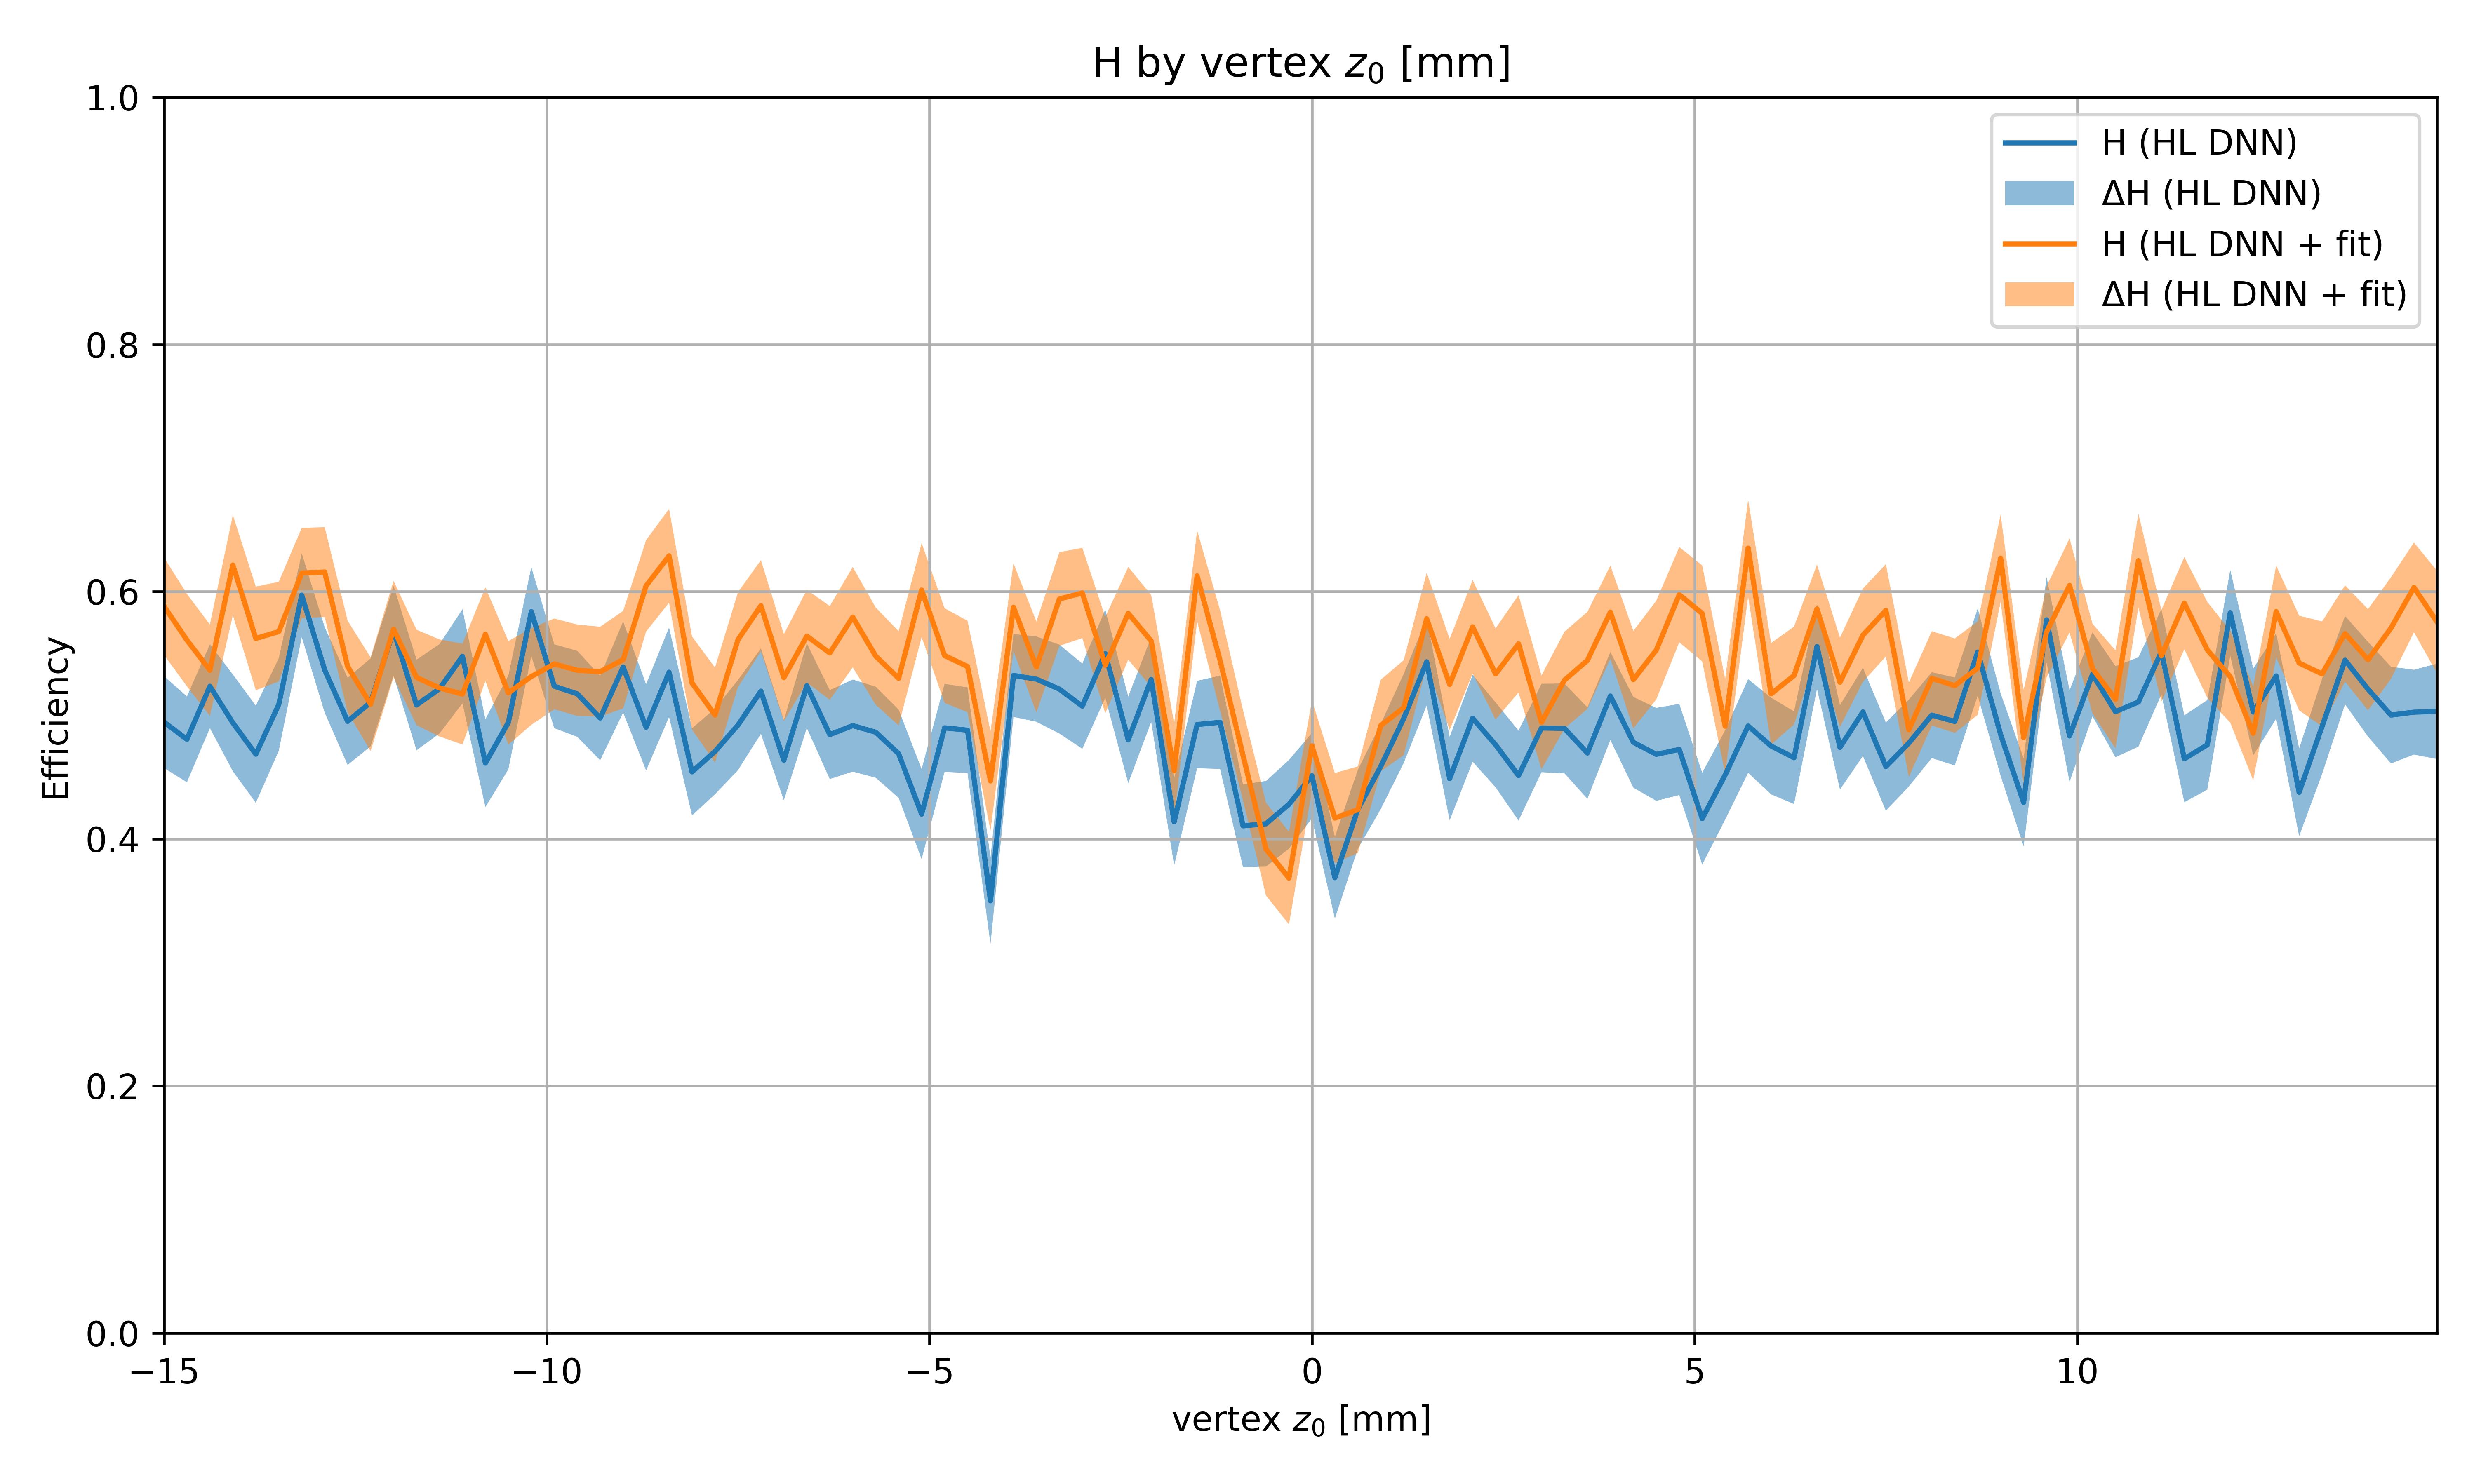 H by vertex z₀ [mm]
1.0
0.8
0.6
0.4
0.2
0.0
Efficiency
H (HL DNN)
ΔH (HL DNN)
H (HL DNN + fit)
ΔH (HL DNN + fit)
−15
−10
−5
0
5
10
vertex z₀ [mm]